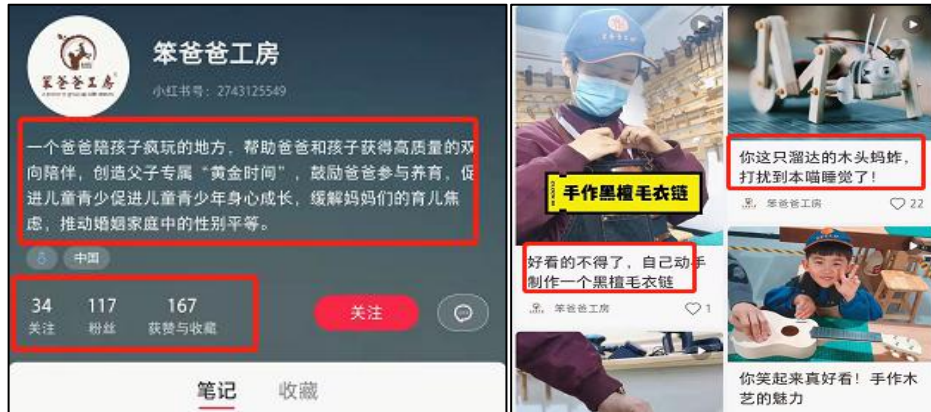 笨爸爸工房
笨爸爸工房
小红书号：2743125549
一个爸爸陪孩子疯玩的地方，帮助爸爸和孩子获得高质量的双
向陪伴，创造父子专属“黄金时间”，鼓励爸爸参与养育，促
进儿童青少促进儿童青少年身心成长，缓解妈妈们的育儿焦
虑，推动婚姻家庭中的性别平等。
中国
34 117 167
关注 粉丝 获赞与收藏
关注
笔记 收藏
手作黑檀毛衣链
好看的不得了，自己动手
制作一个黑檀毛衣链
笨爸爸工房 1
你这只溜达的木头蚂蚱，
打扰到本喵睡觉了！
笨爸爸工房 22
你笑起来真好看！手作木
艺的魅力